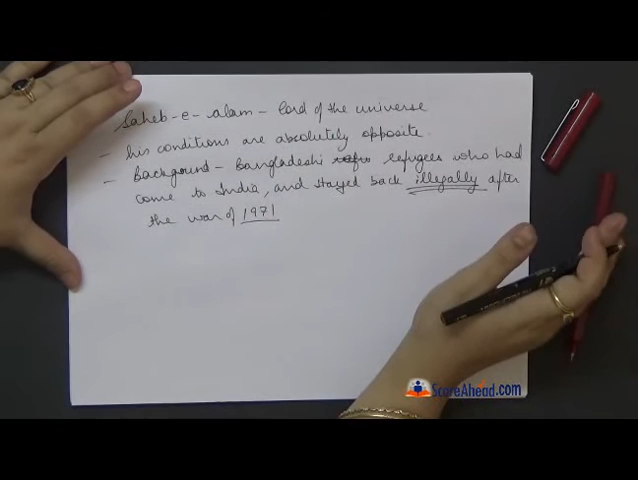 Saheb-e-alam - Lord of the universe
- his conditions are absolutely opposite.
- Background - Bangladeshi refugees who had
come to India, and stayed back illegally after
the war of 1971
ScoreAhead.com